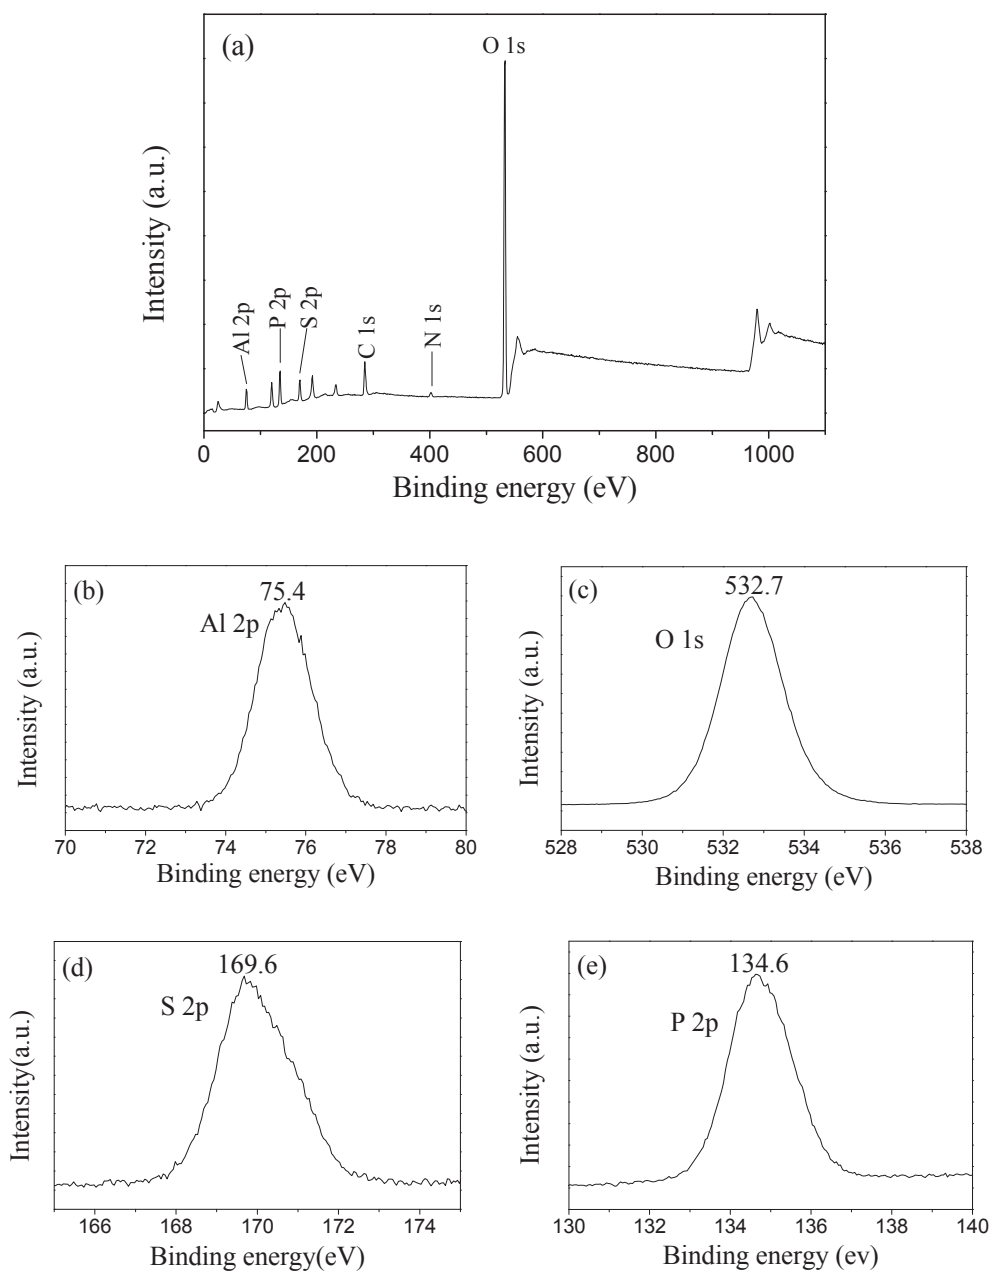 (a)
O 1s
Al 2p
P 2p
S 2p
C 1s
N 1s
Intensity (a.u.)
0 200 400 600 800 1000
Binding energy (eV)
(b)
75.4
Al 2p
Intensity (a.u.)
70 72 74 76 78 80
Binding energy (eV)
(c)
532.7
O 1s
Intensity (a.u.)
528 530 532 534 536 538
Binding energy (eV)
(d)
169.6
S 2p
Intensity(a.u.)
166 168 170 172 174
Binding energy(eV)
(e)
134.6
P 2p
Intensity (a.u.)
130 132 134 136 138 140
Binding energy (ev)